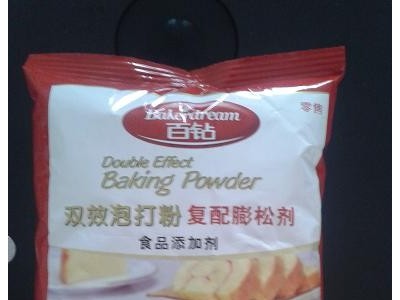 Bakerdream
百钻
零售
Double Effect
Baking Powder
双效泡打粉 复配膨松剂
食品添加剂